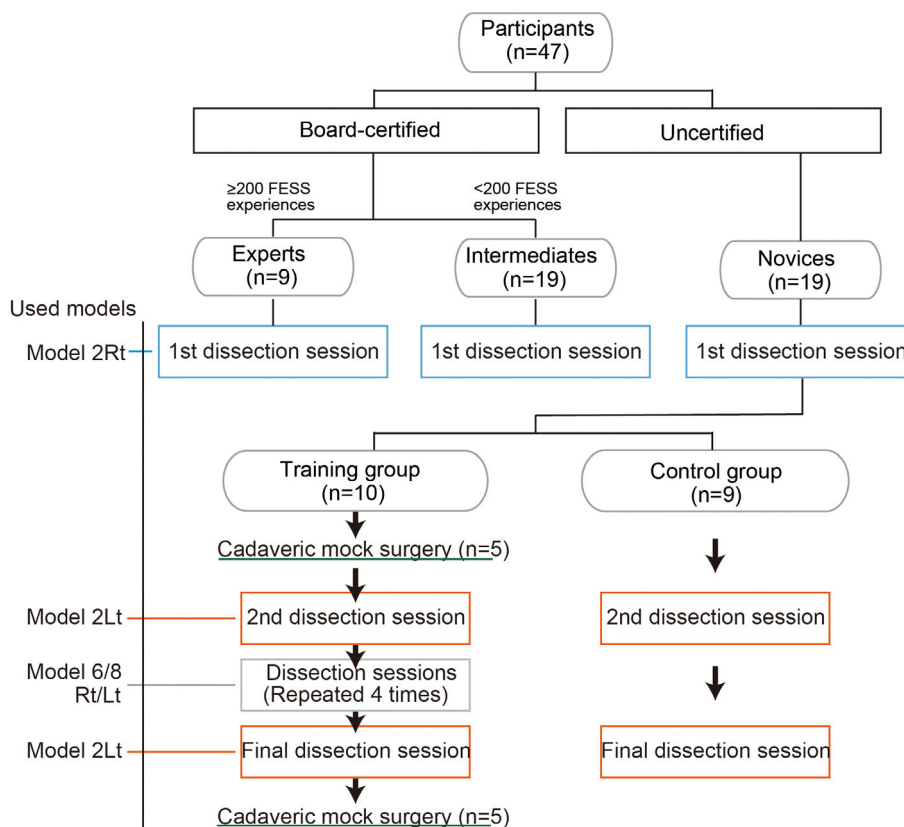 Participants
(n=47)
Board-certified
Uncertified
≥200 FESS
experiences
<200 FESS
experiences
Experts
(n=9)
Intermediates
(n=19)
Novices
(n=19)
Used models
Model 2Rt
1st dissection session
1st dissection session
1st dissection session
Training group
(n=10)
Control group
(n=9)
Cadaveric mock surgery (n=5)
Model 2Lt
2nd dissection session
2nd dissection session
Model 6/8
Rt/Lt
Dissection sessions
(Repeated 4 times)
Model 2Lt
Final dissection session
Final dissection session
Cadaveric mock surgery (n=5)